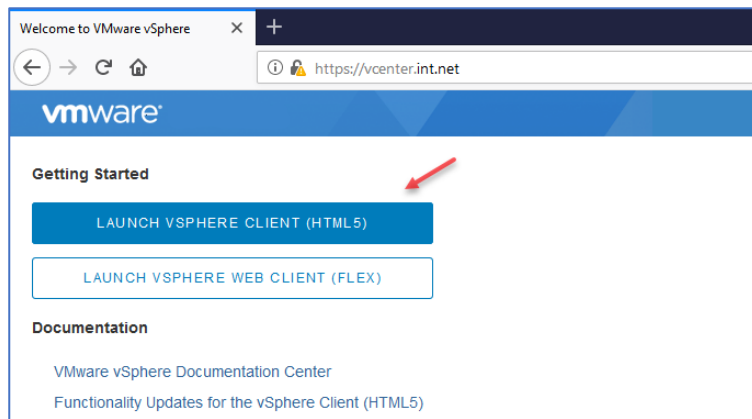 Welcome to VMware vSphere
https://vcenter.int.net
vmware
Getting Started
LAUNCH VSPHERE CLIENT (HTML5)
LAUNCH VSPHERE WEB CLIENT (FLEX)
Documentation
VMware vSphere Documentation Center
Functionality Updates for the vSphere Client (HTML5)